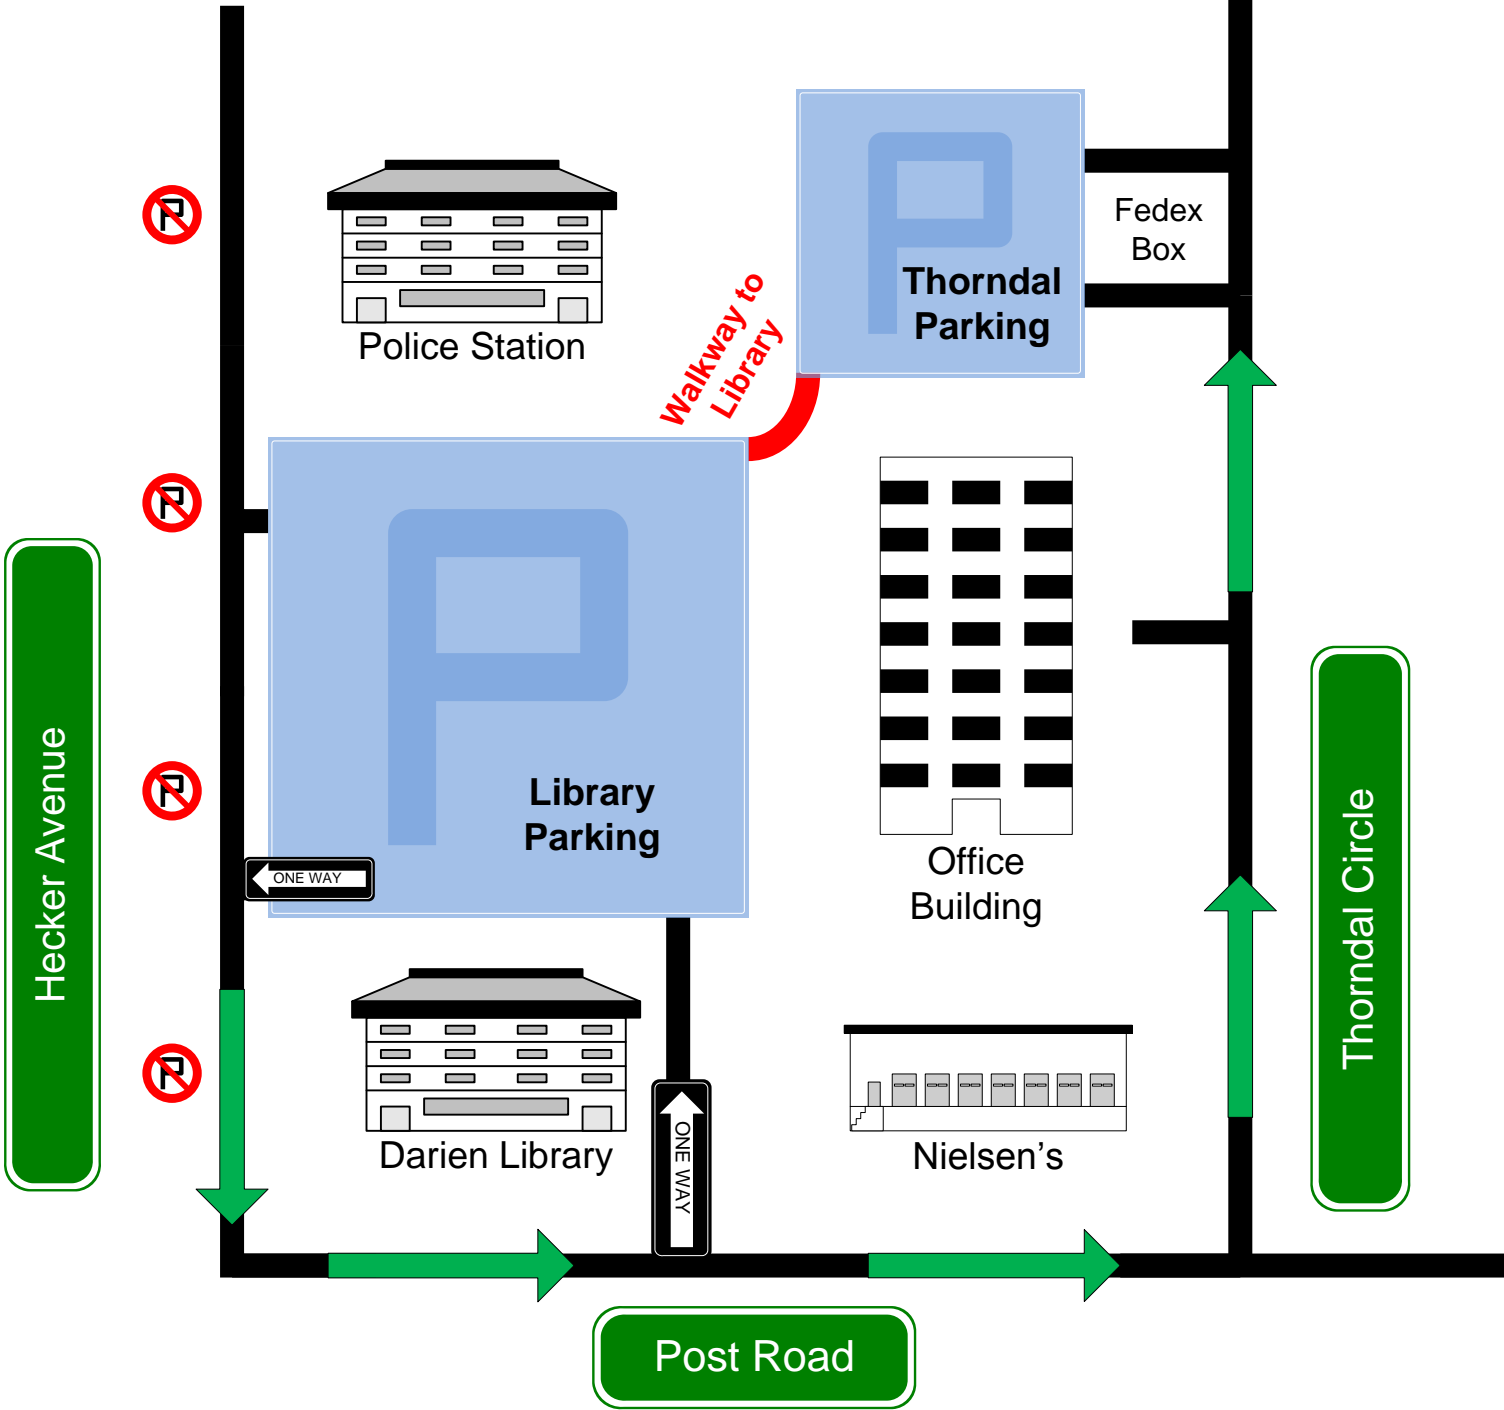 Fedex
Box
Thorndal
Parking
Walkway to
Library
Police Station
Library
Parking
ONE WAY
Office
Building
Hecker Avenue
Thorndal Circle
ONE WAY
Darien Library
Nielsen's
Post Road